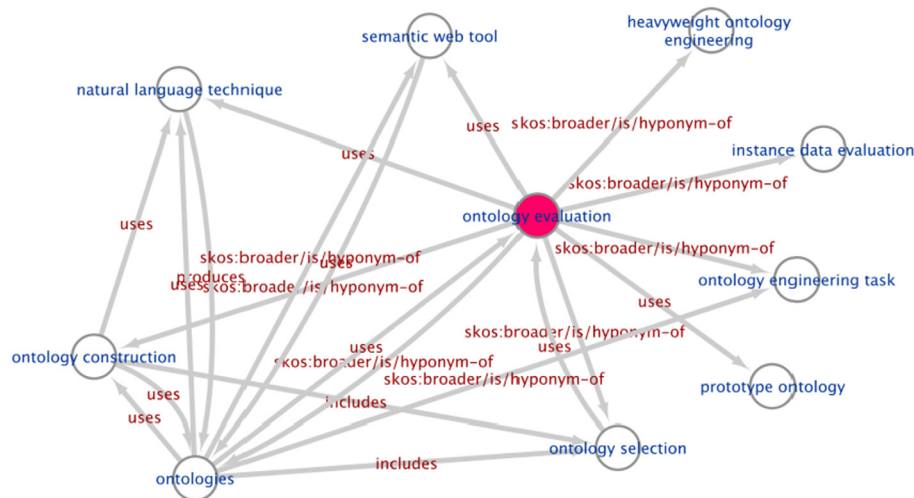 semantic web tool
heavyweight ontology
engineering
natural language technique
uses
skos:broader/is/hyponym-of
instance data evaluation
uses
skos:broader/is/hyponym-of
ontology evaluation
uses
skos:broader/is/hyponym-of
skos:broader/is/hyponym-of
uses
produces
uses
skos:broader/is/hyponym-of
ontology engineering task
uses
skos:broader/is/hyponym-of
uses
uses
ontology construction
skos:broader/is/hyponym-of
skos:broader/is/hyponym-of
prototype ontology
uses
includes
uses
ontology selection
includes
ontologies